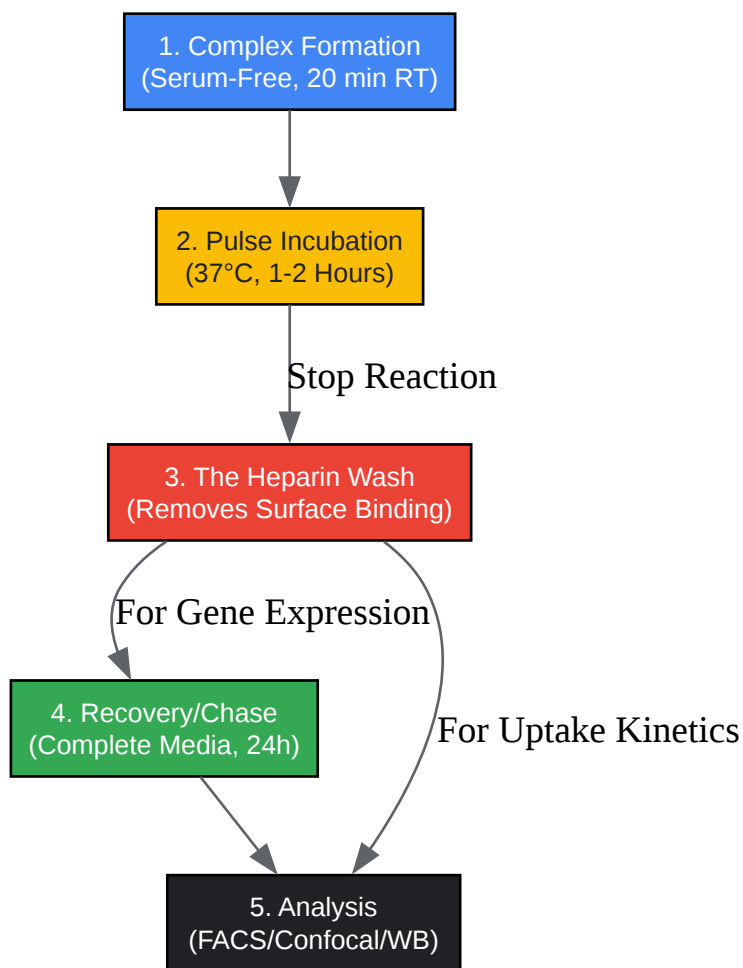 1. Complex Formation
(Serum-Free, 20 min RT)
2. Pulse Incubation
(37°C, 1-2 Hours)
Stop Reaction
3. The Heparin Wash
(Removes Surface Binding)
For Gene Expression
4. Recovery/Chase
(Complete Media, 24h)
For Uptake Kinetics
5. Analysis
(FACS/Confocal/WB)